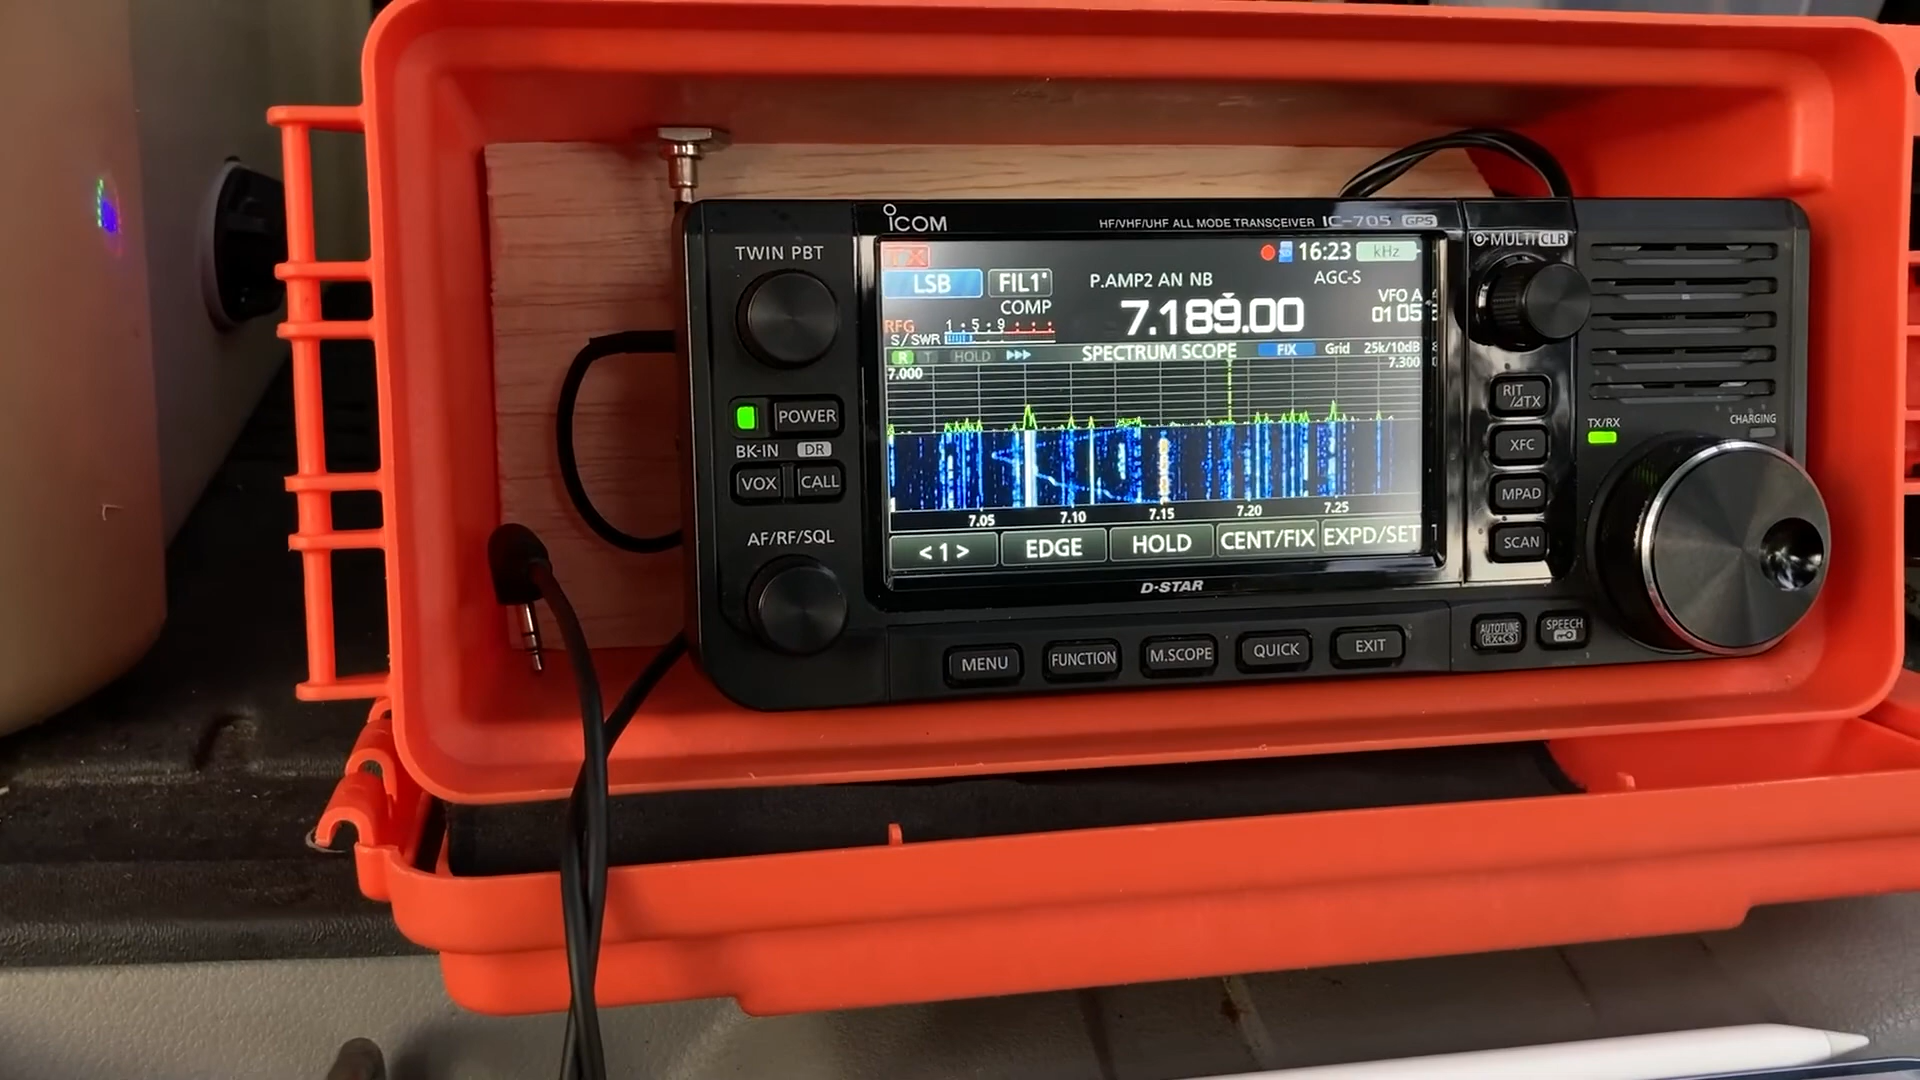 ICOM
HF/VHF/UHF ALL MODE TRANSCEIVER IC-705 GPS
MULTI CLR
TWIN PBT
TX
16:23
kHz
LSB
FIL1
P.AMP2 AN NB
AGC-S
COMP
7.189.00
VFO A
01 05
RFG
1 5 9
S/SWR
R T HOLD
SPECTRUM SCOPE
FIX
Grid
25k/10dB
7.000
7.300
7.05
7.10
7.15
7.20
7.25
<1>
EDGE
HOLD
CENT/FIX
EXPD/SET
POWER
BK-IN DR
VOX
CALL
AF/RF/SQL
RIT
/⊿TX
XFC
MPAD
SCAN
TX/RX
CHARGING
D-STAR
MENU
FUNCTION
M.SCOPE
QUICK
EXIT
AUTOTUNE
RX→CS
SPEECH